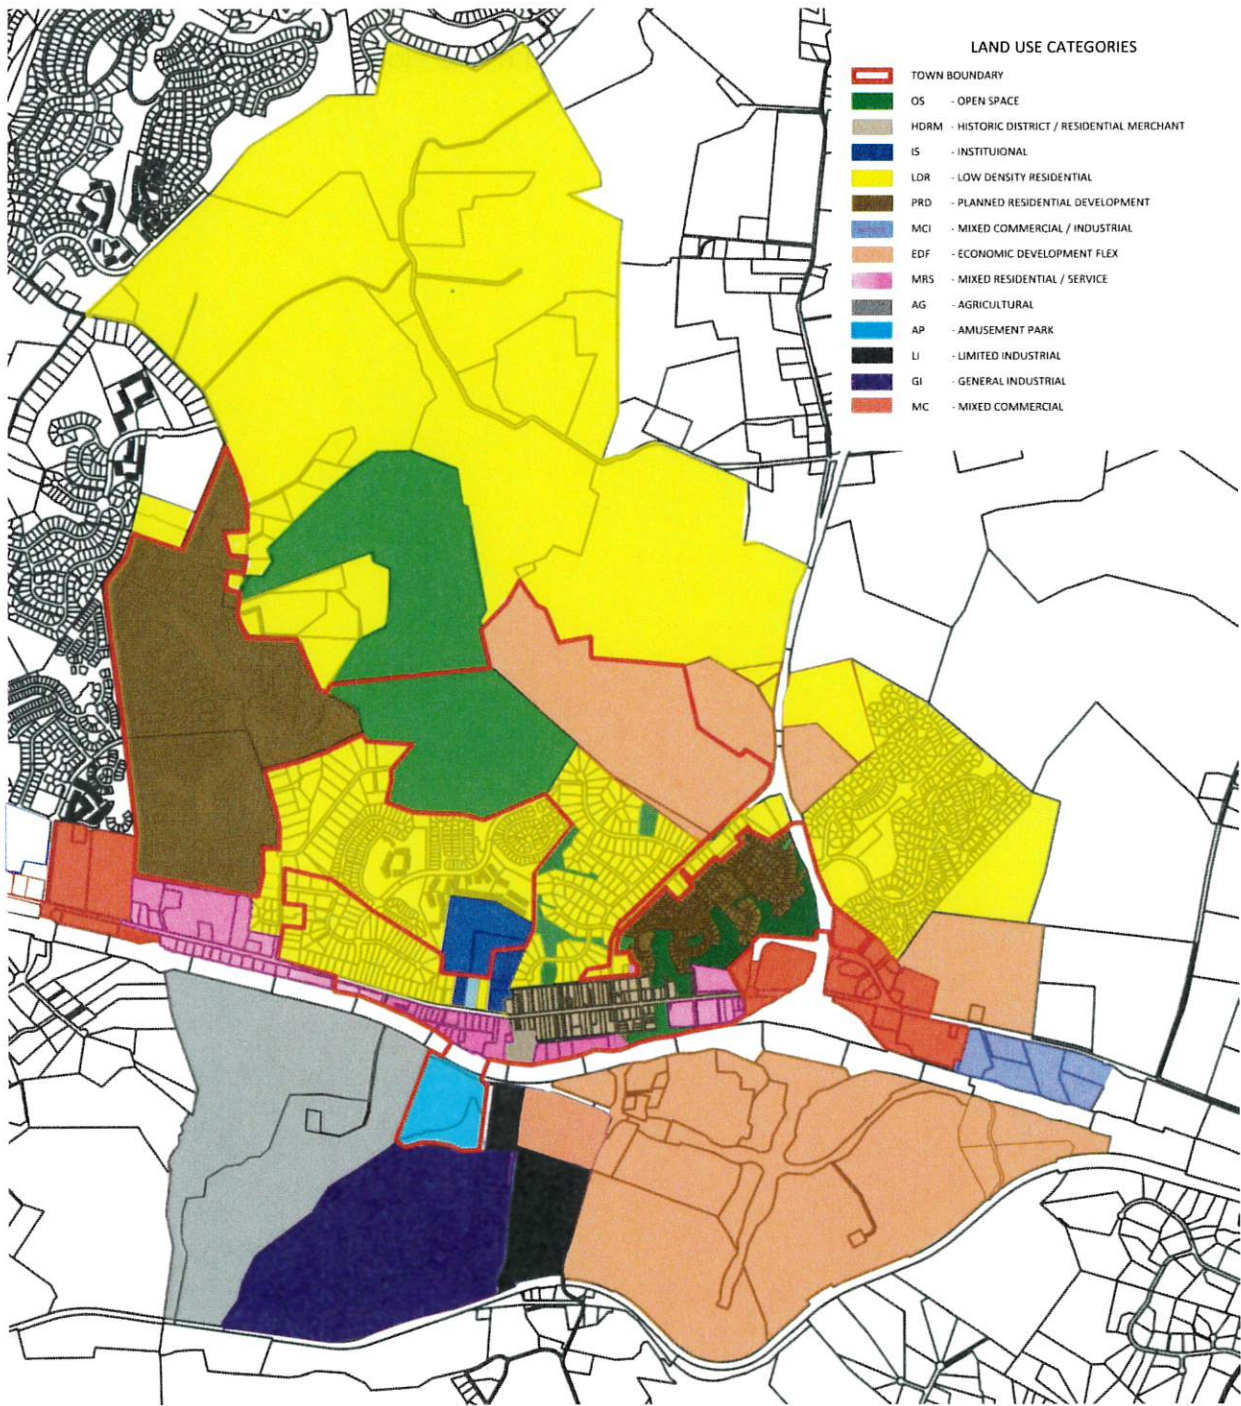 LAND USE CATEGORIES
TOWN BOUNDARY
OS - OPEN SPACE
HDRM - HISTORIC DISTRICT / RESIDENTIAL MERCHANT
IS - INSTITUIONAL
LDR - LOW DENSITY RESIDENTIAL
PRD - PLANNED RESIDENTIAL DEVELOPMENT
MCI - MIXED COMMERCIAL / INDUSTRIAL
EDF - ECONOMIC DEVELOPMENT FLEX
MRS - MIXED RESIDENTIAL / SERVICE
AG - AGRICULTURAL
AP - AMUSEMENT PARK
LI - LIMITED INDUSTRIAL
GI - GENERAL INDUSTRIAL
MC - MIXED COMMERCIAL